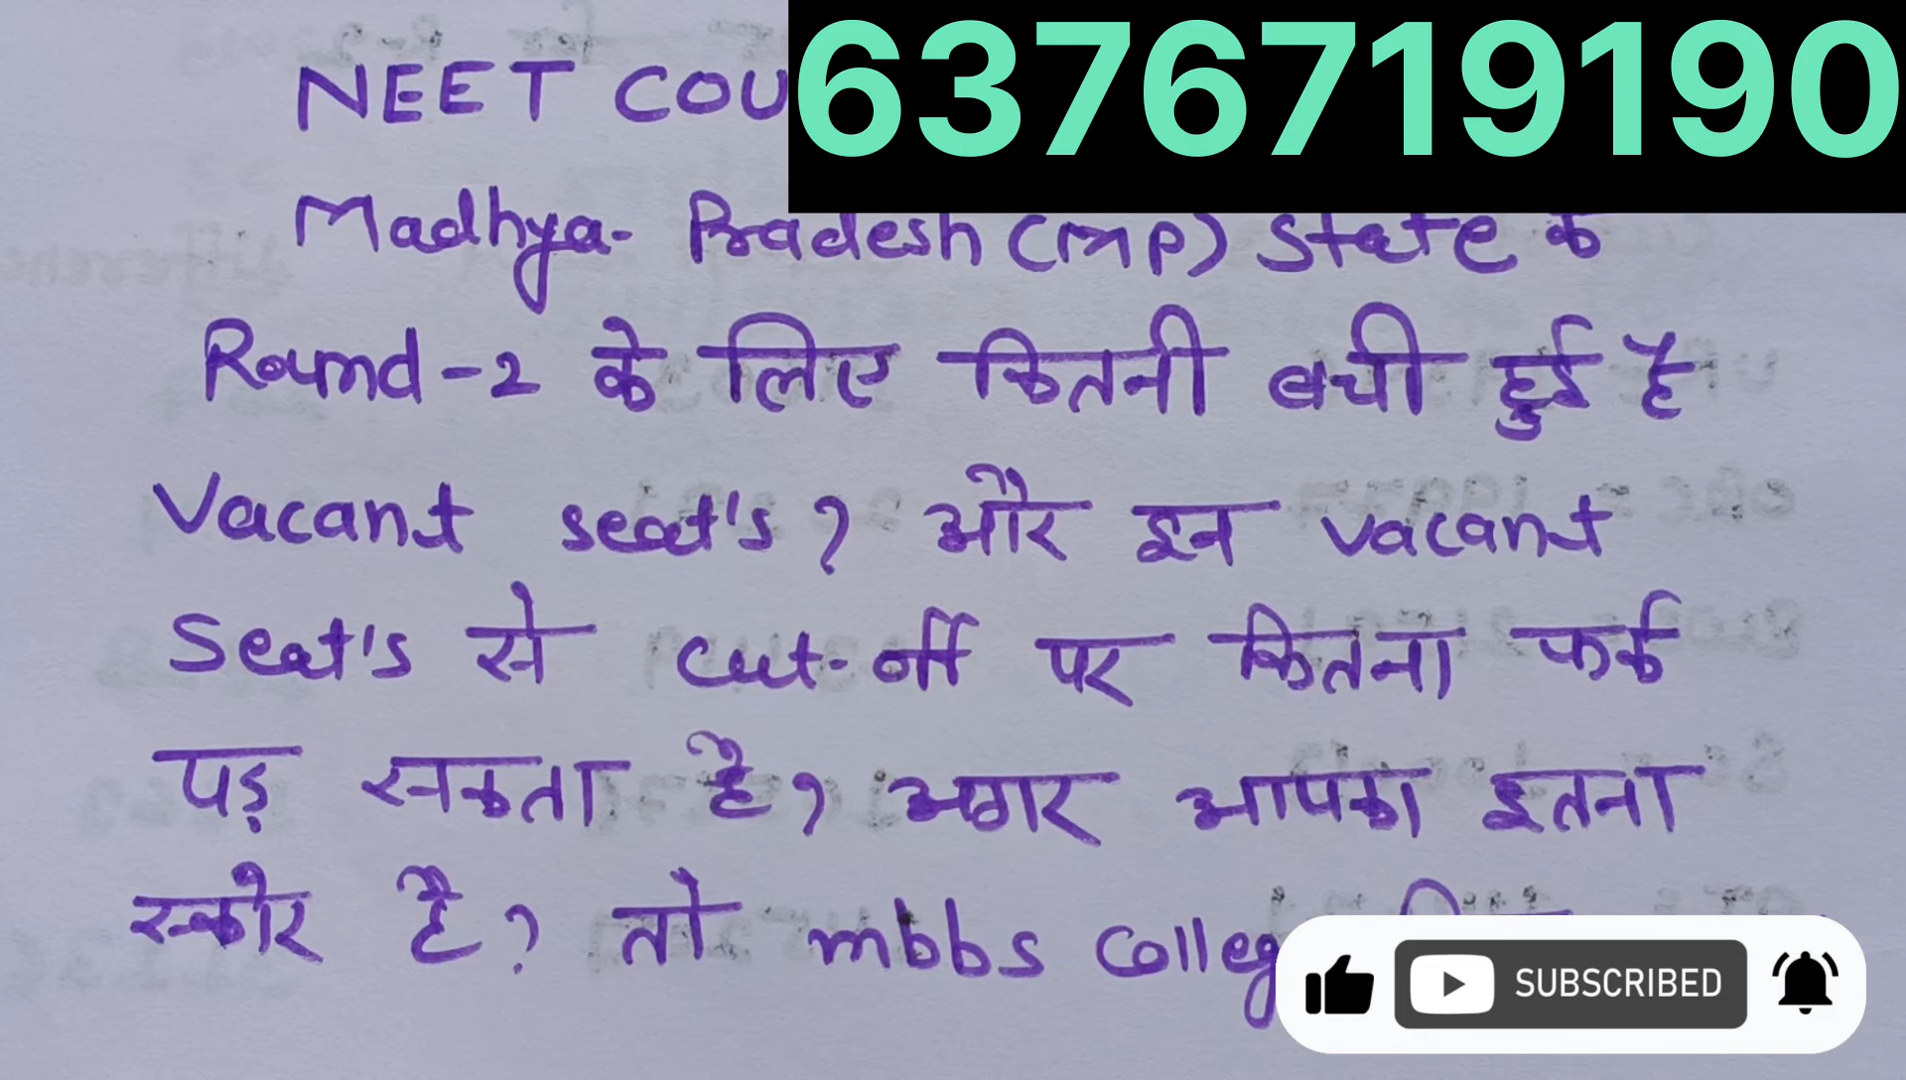 6376719190
NEET COU
Madhya- Pradesh (MP) State के
Round-2 के लिए कितनी बची हुई है
Vacant seat's? और इन vacant
Seat's से cut-off पर कितना फर्क
पड़ सकता है? अगर आपका इतना
स्कोर है? तो mbbs colleg
SUBSCRIBED